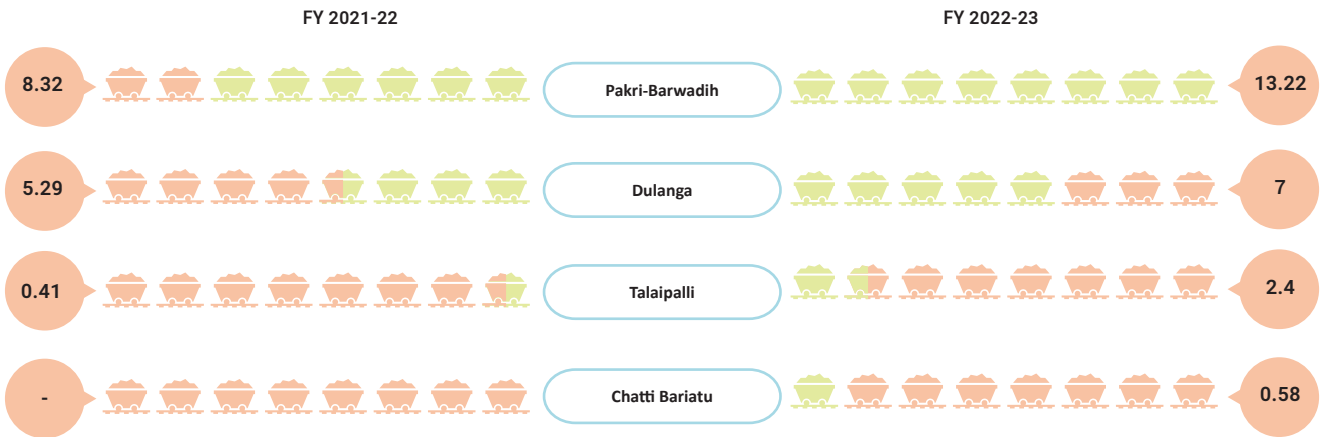 FY 2021-22
FY 2022-23
8.32
Pakri-Barwadih
13.22
5.29
Dulanga
7
0.41
Talaipalli
2.4
-
Chatti Bariatu
0.58